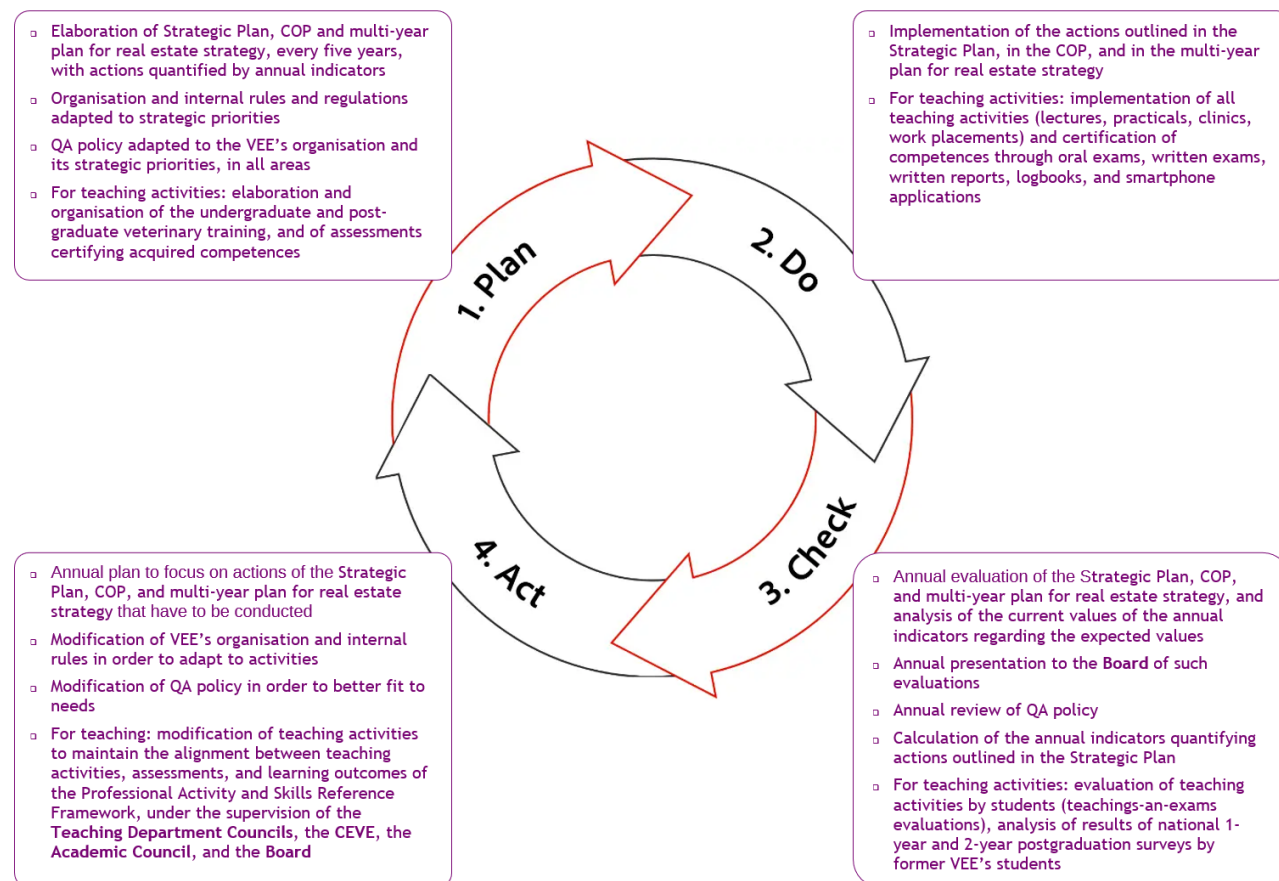 ▫ Elaboration of Strategic Plan, COP and multi-year
plan for real estate strategy, every five years,
with actions quantified by annual indicators
▫ Organisation and internal rules and regulations
adapted to strategic priorities
▫ QA policy adapted to the VEE’s organisation and
its strategic priorities, in all areas
▫ For teaching activities: elaboration and
organisation of the undergraduate and post-
graduate veterinary training, and of assessments
certifying acquired competences
▫ Implementation of the actions outlined in the
Strategic Plan, in the COP, and in the multi-year
plan for real estate strategy
▫ For teaching activities: implementation of all
teaching activities (lectures, practicals, clinics,
work placements) and certification of
competences through oral exams, written exams,
written reports, logbooks, and smartphone
applications
1. Plan
2. Do
3. Check
4. Act
▫ Annual plan to focus on actions of the Strategic
Plan, COP, and multi-year plan for real estate
strategy that have to be conducted
▫ Modification of VEE’s organisation and internal
rules in order to adapt to activities
▫ Modification of QA policy in order to better fit to
needs
▫ For teaching: modification of teaching activities
to maintain the alignment between teaching
activities, assessments, and learning outcomes of
the Professional Activity and Skills Reference
Framework, under the supervision of the
Teaching Department Councils, the CEVE, the
Academic Council, and the Board
▫ Annual evaluation of the Strategic Plan, COP,
and multi-year plan for real estate strategy, and
analysis of the current values of the annual
indicators regarding the expected values
▫ Annual presentation to the Board of such
evaluations
▫ Annual review of QA policy
▫ Calculation of the annual indicators quantifying
actions outlined in the Strategic Plan
▫ For teaching activities: evaluation of teaching
activities by students (teachings-an-exams
evaluations), analysis of results of national 1-
year and 2-year postgraduation surveys by
former VEE’s students